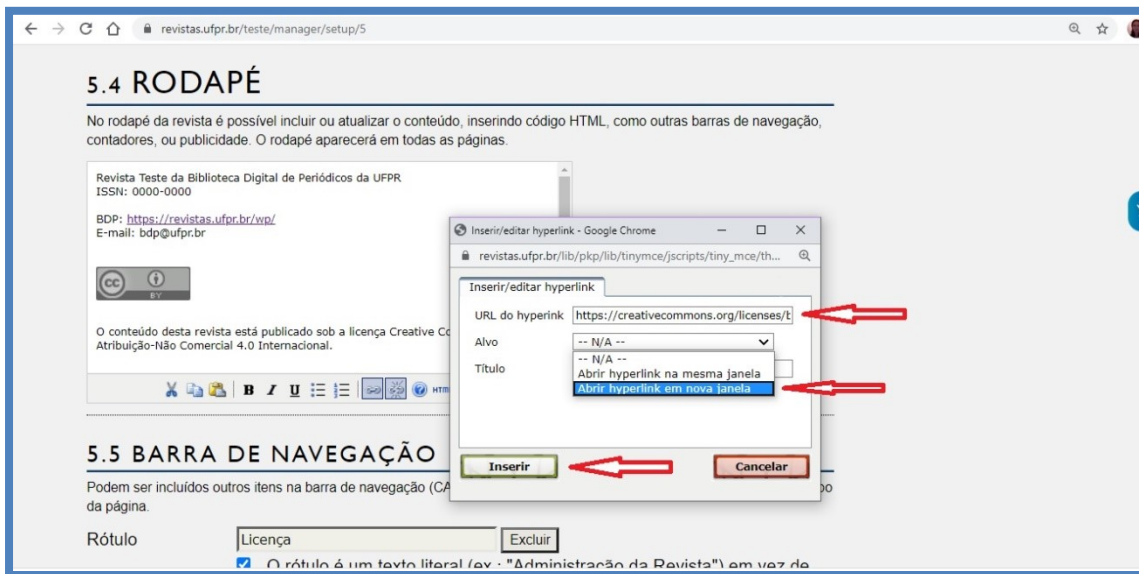 revistas.ufpr.br/teste/manager/setup/5
5.4 RODAPÉ
No rodapé da revista é possível incluir ou atualizar o conteúdo, inserindo código HTML, como outras barras de navegação,
contadores, ou publicidade. O rodapé aparecerá em todas as páginas.
Revista Teste da Biblioteca Digital de Periódicos da UFPR
ISSN: 0000-0000
BDP: https://revistas.ufpr.br/wp/
E-mail: bdp@ufpr.br
cc
BY
O conteúdo desta revista está publicado sob a licença Creative Co
Atribuição-Não Comercial 4.0 Internacional.
B I U HTM
Inserir/editar hyperlink - Google Chrome
revistas.ufpr.br/lib/pkp/lib/tinymce/jscripts/tiny_mce/th...
Inserir/editar hyperlink
URL do hyperink https://creativecommons.org/licenses/b
Alvo -- N/A --
-- N/A --
Título Abrir hyperlink na mesma janela
Abrir hyperlink em nova janela
Inserir Cancelar
5.5 BARRA DE NAVEGAÇÃO
Podem ser incluídos outros itens na barra de navegação (CA
po
da página.
Rótulo Licença Excluir
O rótulo é um texto literal (ex.: "Administração da Revista") em vez de